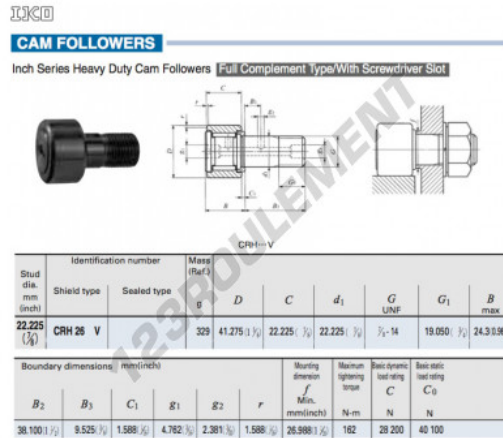 IKO
CAM FOLLOWERS
Inch Series Heavy Duty Cam Followers Full Complement Type/With Screwdriver Slot
CRH···V
123ROULEMENT
Stud dia. mm (inch) Identification number Mass (Ref.) g
Shield type Sealed type D C d₁ G UNF G₁ B max
22.225 (⅞) CRH 26 V 329 41.275 22.225 22.225 ⅞-14 19.050
Boundary dimensions mm(inch) Mounting dimension f Min. mm(inch) Maximum tightening torque N-m Basic dynamic load rating C N Basic static load rating C₀ N
B₂ B₃ C₁ g₁ g₂ r
38.100 9.525 1.588 4.762 2.381 1.588 26.988 162 28 200 40 100